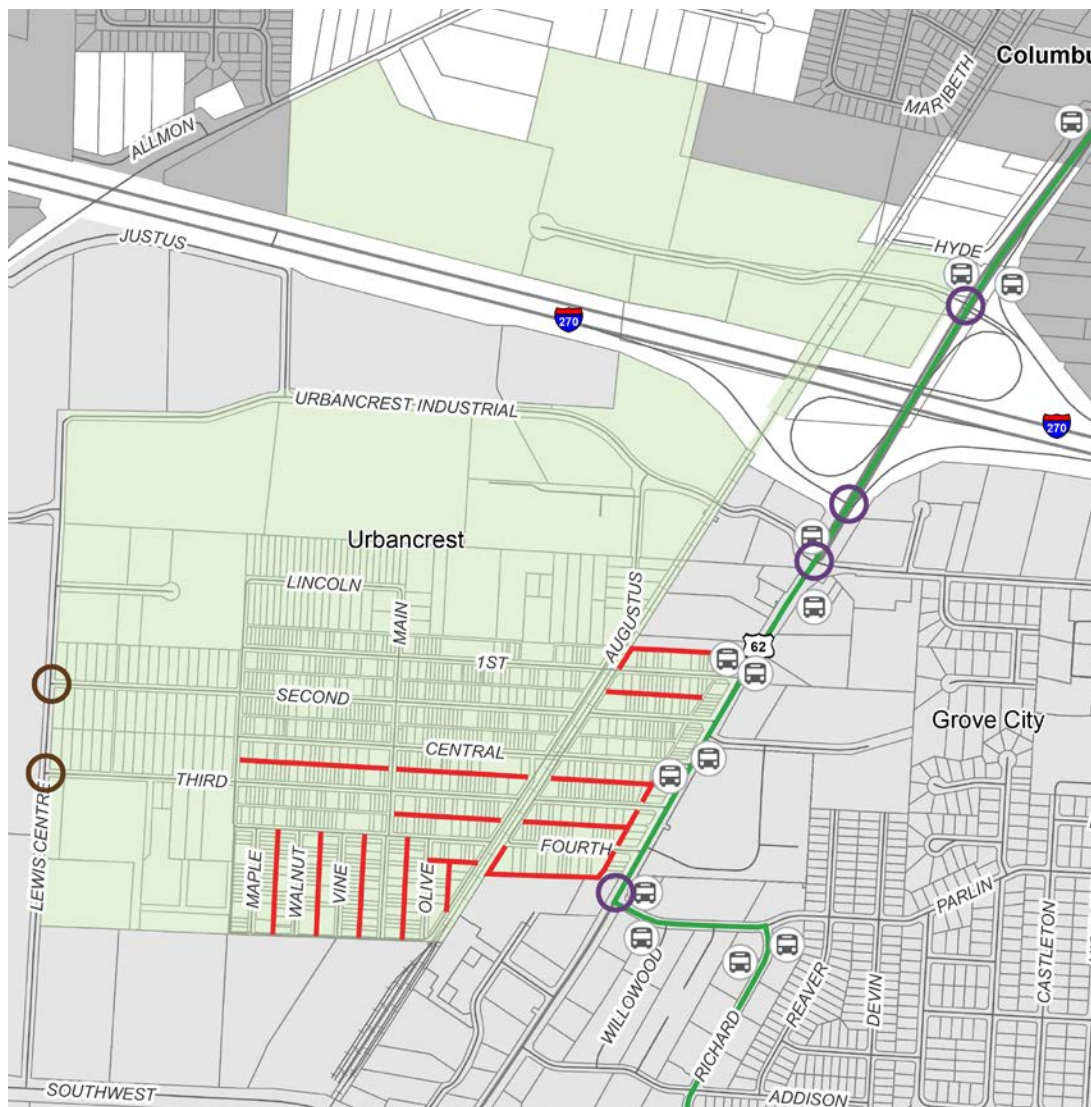 Columbu
MARIBETH
ALLMON
JUSTUS
HYDE
270
URBANCREST INDUSTRIAL
270
Urbancrest
LINCOLN
MAIN
AUGUSTUS
1ST
62
SECOND
Grove City
CENTRAL
THIRD
LEWIS CENTRE
FOURTH
MAPLE
WALNUT
VINE
OLIVE
PARLIN
WILLOWOOD
REAVER
DEVIN
CASTLETON
RICHARD
SOUTHWEST
ADDISON